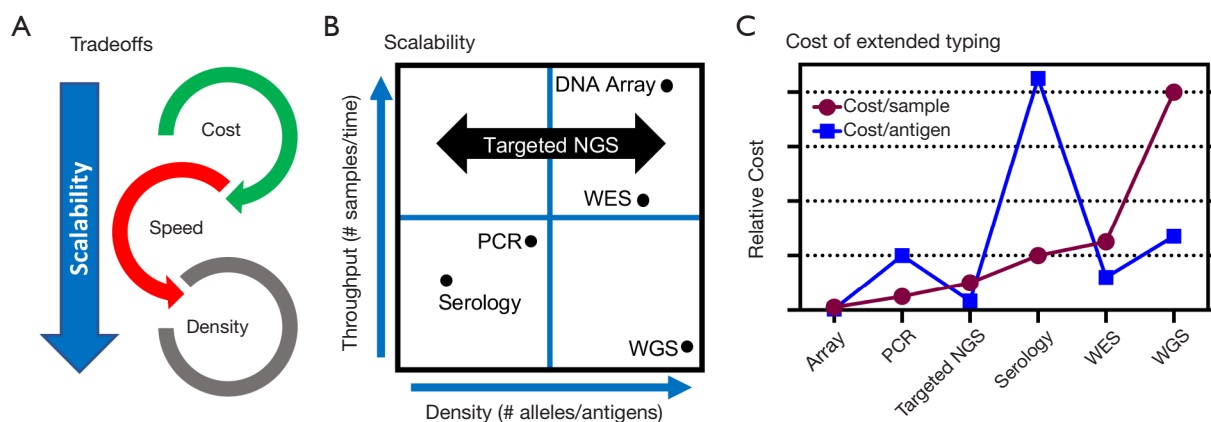 A
Tradeoffs
Scalability
Cost
Speed
Density
B
Scalability
Throughput (# samples/time)
DNA Array
Targeted NGS
WES
PCR
Serology
WGS
Density (# alleles/antigens)
C
Cost of extended typing
Relative Cost
Cost/sample
Cost/antigen
Array
PCR
Targeted NGS
Serology
WES
WGS